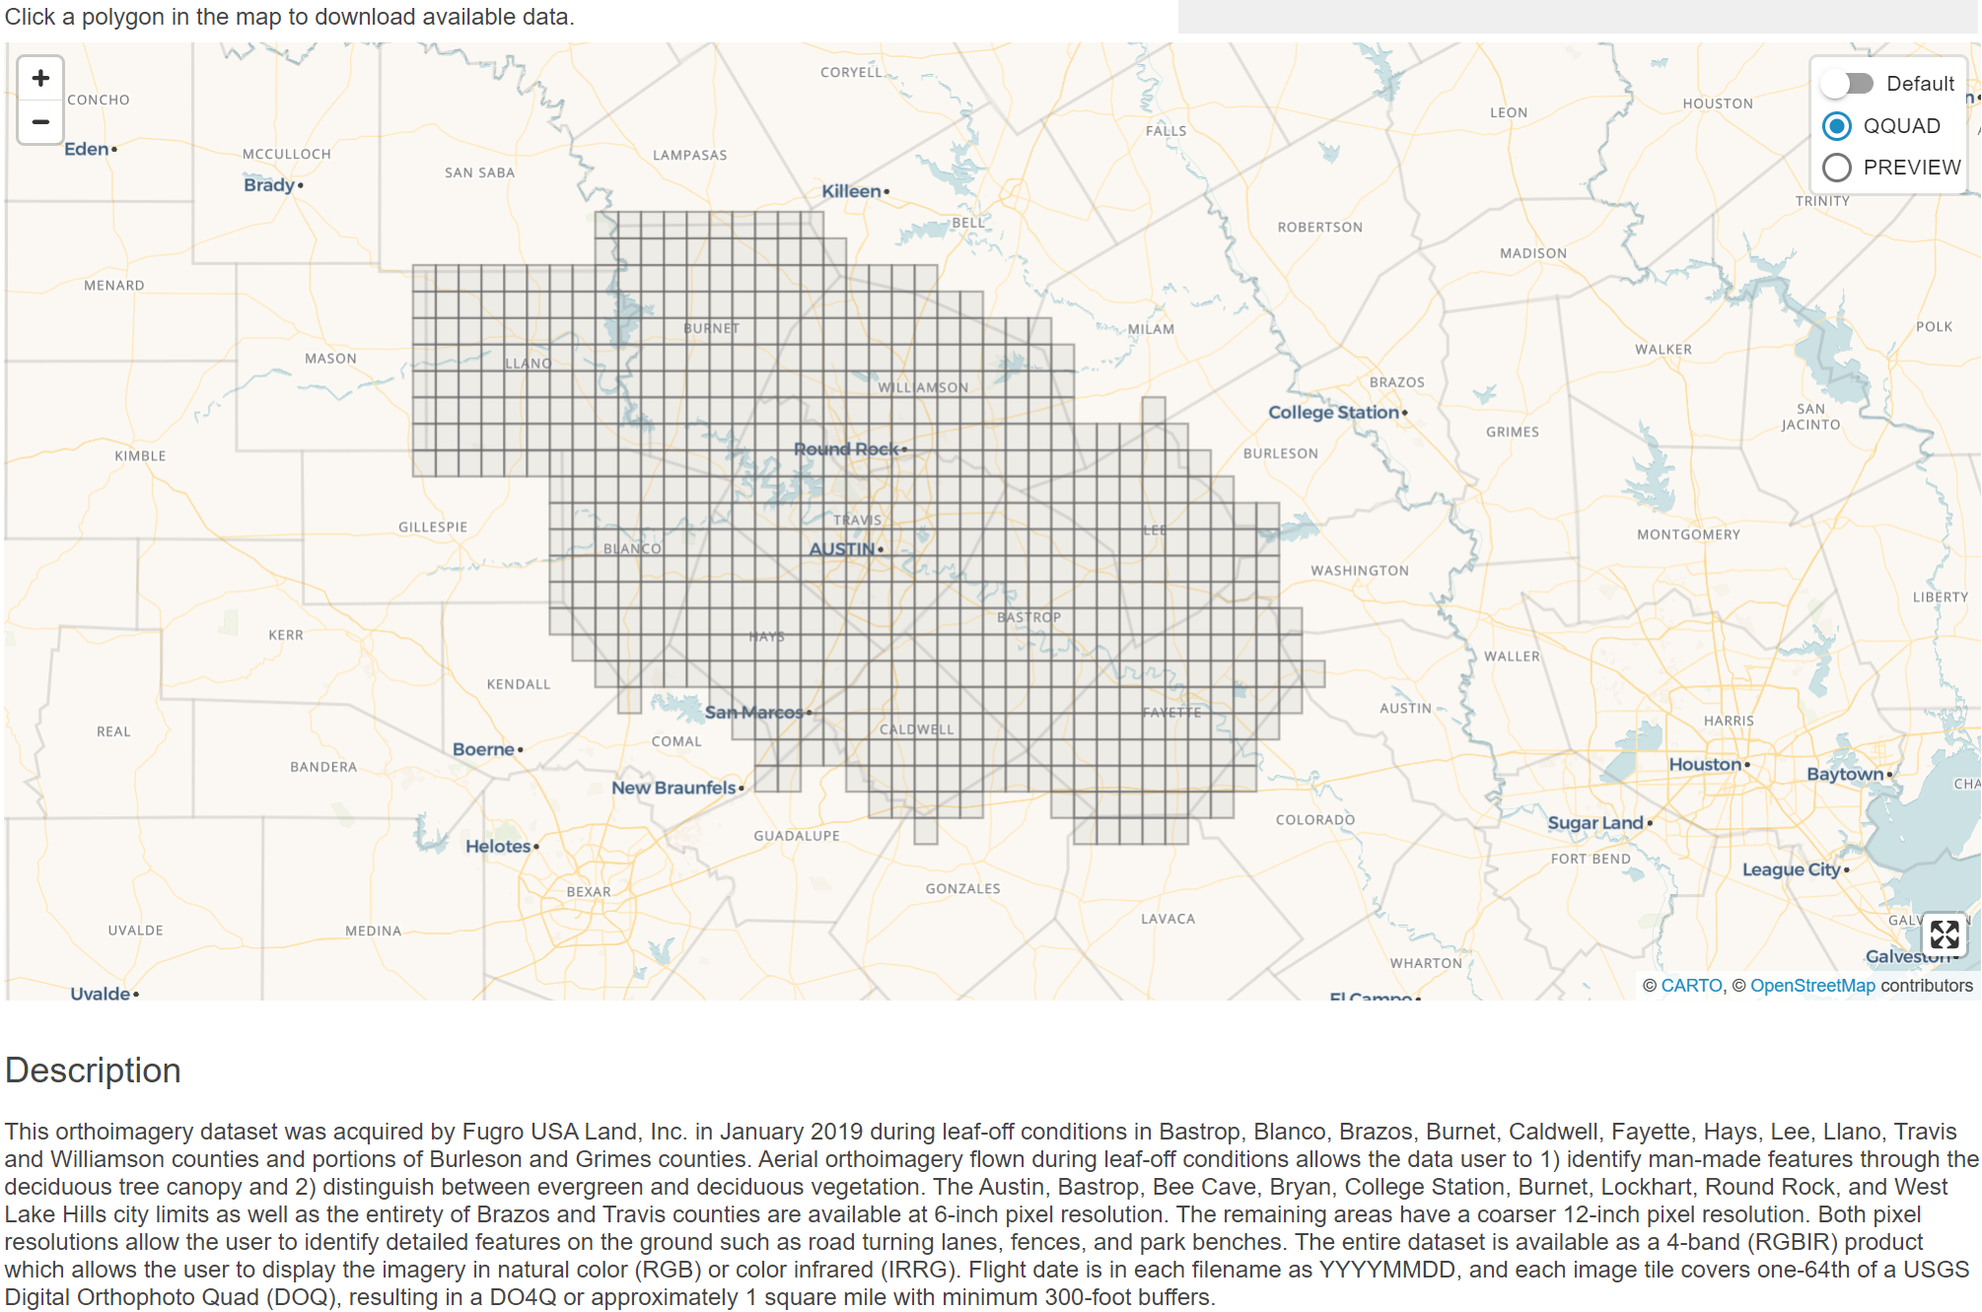 Click a polygon in the map to download available data.
+
−
Default
QQUAD
PREVIEW
CONCHO
CORYELL
LEON
HOUSTON
Eden
MCCULLOCH
Brady
SAN SABA
LAMPASAS
FALLS
Killeen
BELL
ROBERTSON
TRINITY
MADISON
MENARD
BURNET
MILAM
POLK
MASON
LLANO
WILLIAMSON
WALKER
BRAZOS
College Station
SAN
JACINTO
GRIMES
KIMBLE
Round Rock
BURLESON
GILLESPIE
TRAVIS
LEE
MONTGOMERY
BLANCO
AUSTIN
WASHINGTON
LIBERTY
KERR
HAYS
BASTROP
WALLER
KENDALL
San Marcos
FAYETTE
AUSTIN
HARRIS
REAL
CALDWELL
Boerne
COMAL
BANDERA
Houston
Baytown
New Braunfels
CHA
Helotes
GUADALUPE
COLORADO
Sugar Land
FORT BEND
League City
BEXAR
GONZALES
LAVACA
UVALDE
MEDINA
WHARTON
Galveston
Uvalde
El Campo
© CARTO, © OpenStreetMap contributors
Description
This orthoimagery dataset was acquired by Fugro USA Land, Inc. in January 2019 during leaf-off conditions in Bastrop, Blanco, Brazos, Burnet, Caldwell, Fayette, Hays, Lee, Llano, Travis
and Williamson counties and portions of Burleson and Grimes counties. Aerial orthoimagery flown during leaf-off conditions allows the data user to 1) identify man-made features through the
deciduous tree canopy and 2) distinguish between evergreen and deciduous vegetation. The Austin, Bastrop, Bee Cave, Bryan, College Station, Burnet, Lockhart, Round Rock, and West
Lake Hills city limits as well as the entirety of Brazos and Travis counties are available at 6-inch pixel resolution. The remaining areas have a coarser 12-inch pixel resolution. Both pixel
resolutions allow the user to identify detailed features on the ground such as road turning lanes, fences, and park benches. The entire dataset is available as a 4-band (RGBIR) product
which allows the user to display the imagery in natural color (RGB) or color infrared (IRRG). Flight date is in each filename as YYYYMMDD, and each image tile covers one-64th of a USGS
Digital Orthophoto Quad (DOQ), resulting in a DO4Q or approximately 1 square mile with minimum 300-foot buffers.